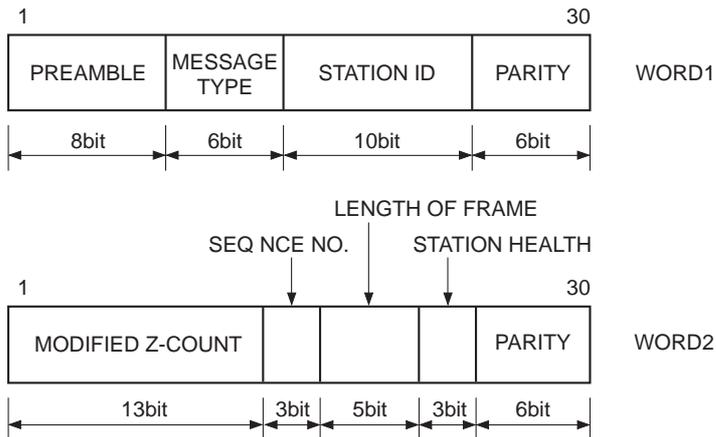 1 30
PREAMBLE MESSAGE TYPE STATION ID PARITY WORD1
8bit 6bit 10bit 6bit
LENGTH OF FRAME
SEQ NCE NO. STATION HEALTH
1 30
MODIFIED Z-COUNT PARITY WORD2
13bit 3bit 5bit 3bit 6bit